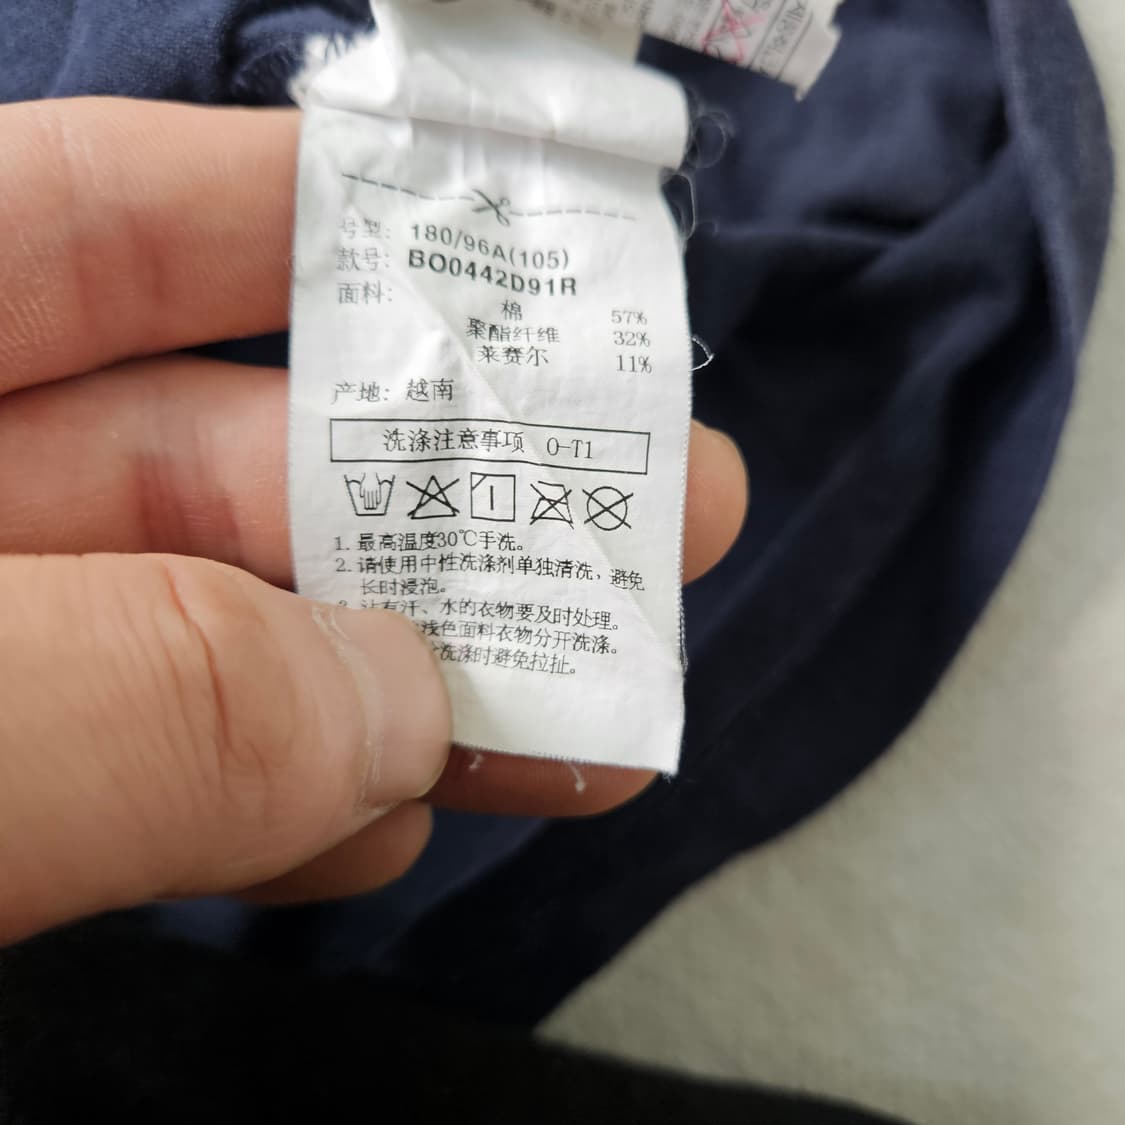 号型: 180/96A(105)
款号: BO0442D91R
面料:
棉 57%
聚酯纤维 32%
莱赛尔 11%
产地: 越南
洗涤注意事项 O-T1
1. 最高温度30℃手洗。
2. 请使用中性洗涤剂单独清洗，避免
长时浸泡。
沾有汗、水的衣物要及时处理。
浅色面料衣物分开洗涤。
洗涤时避免拉扯。